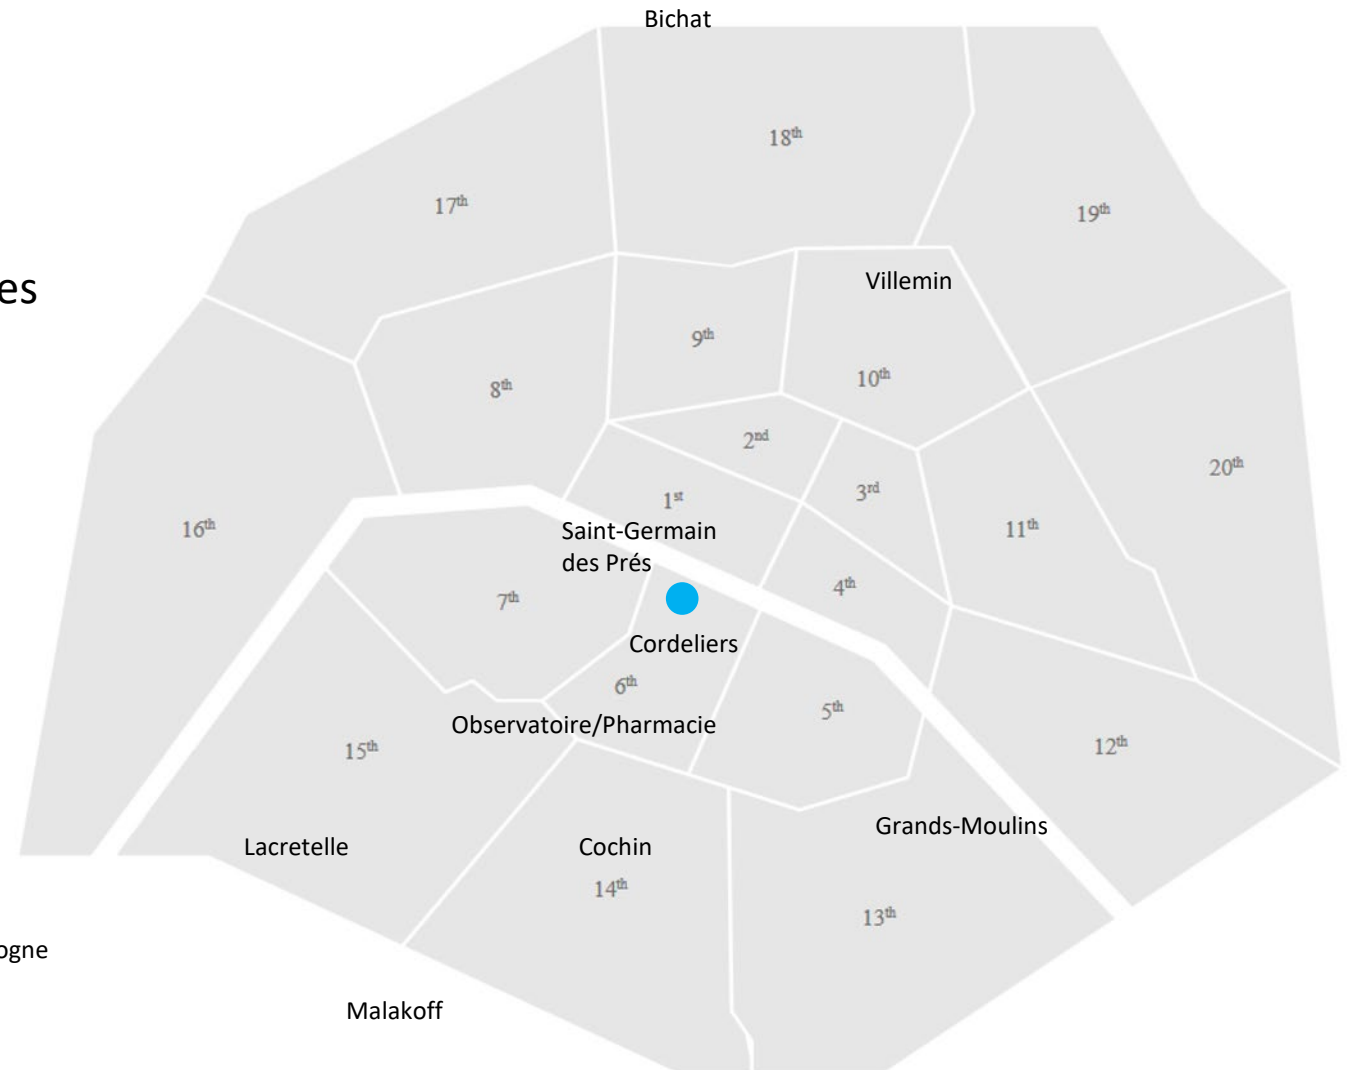 Bichat
18th
17th
19th
es
Villemin
9th
10th
8th
2nd
20th
3rd
1st
16th
11th
Saint-Germain
des Prés
4th
7th
Cordeliers
6th
5th
Observatoire/Pharmacie
12th
15th
Grands-Moulins
Lacretelle
Cochin
14th
13th
ogne
Malakoff